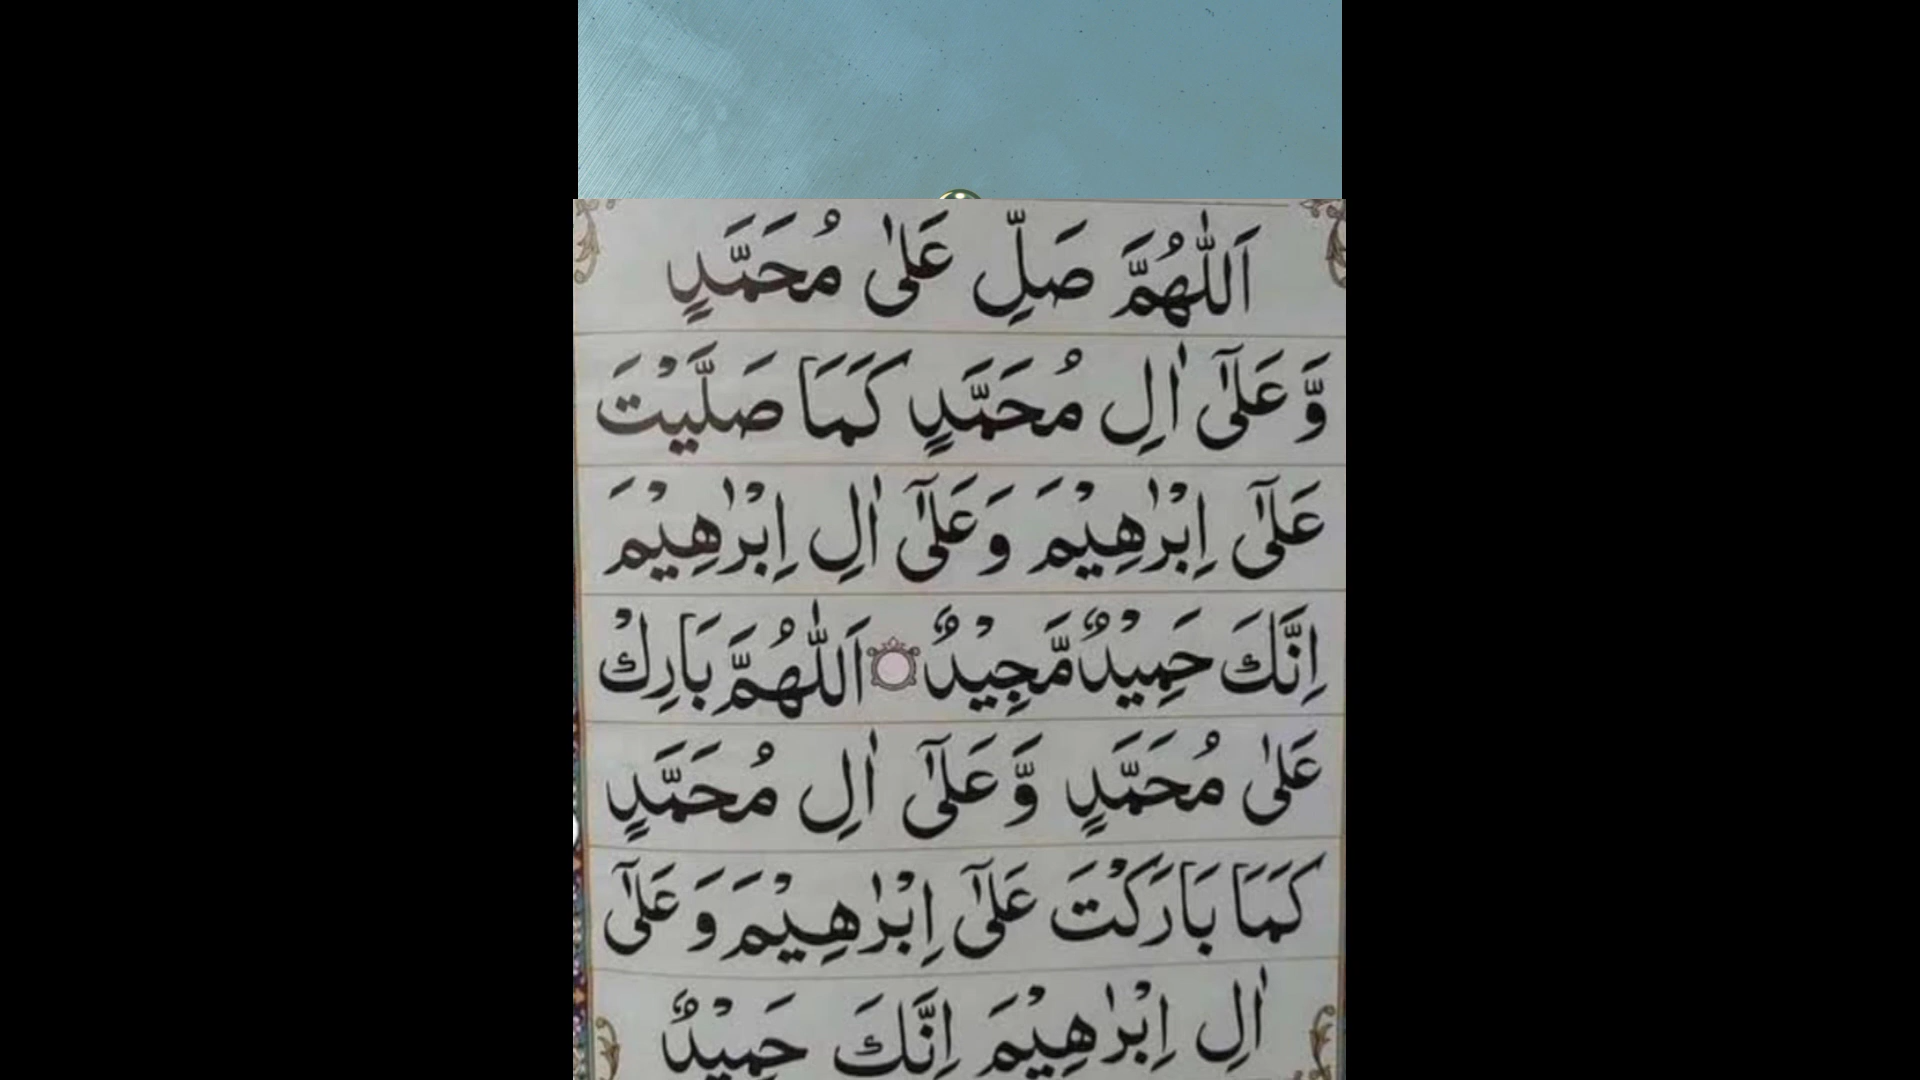 اَللّٰهُمَّ صَلِّ عَلٰى مُحَمَّدٍ
وَّعَلٰٓى اٰلِ مُحَمَّدٍ كَمَا صَلَّيْتَ
عَلٰٓى اِبْرٰهِيْمَ وَعَلٰٓى اٰلِ اِبْرٰهِيْمَ
اِنَّكَ حَمِيْدٌ مَّجِيْدٌ اَللّٰهُمَّ بَارِكْ
عَلٰى مُحَمَّدٍ وَّعَلٰٓى اٰلِ مُحَمَّدٍ
كَمَا بَارَكْتَ عَلٰٓى اِبْرٰهِيْمَ وَعَلٰٓى
اٰلِ اِبْرٰهِيْمَ اِنَّكَ حَمِيْدٌ